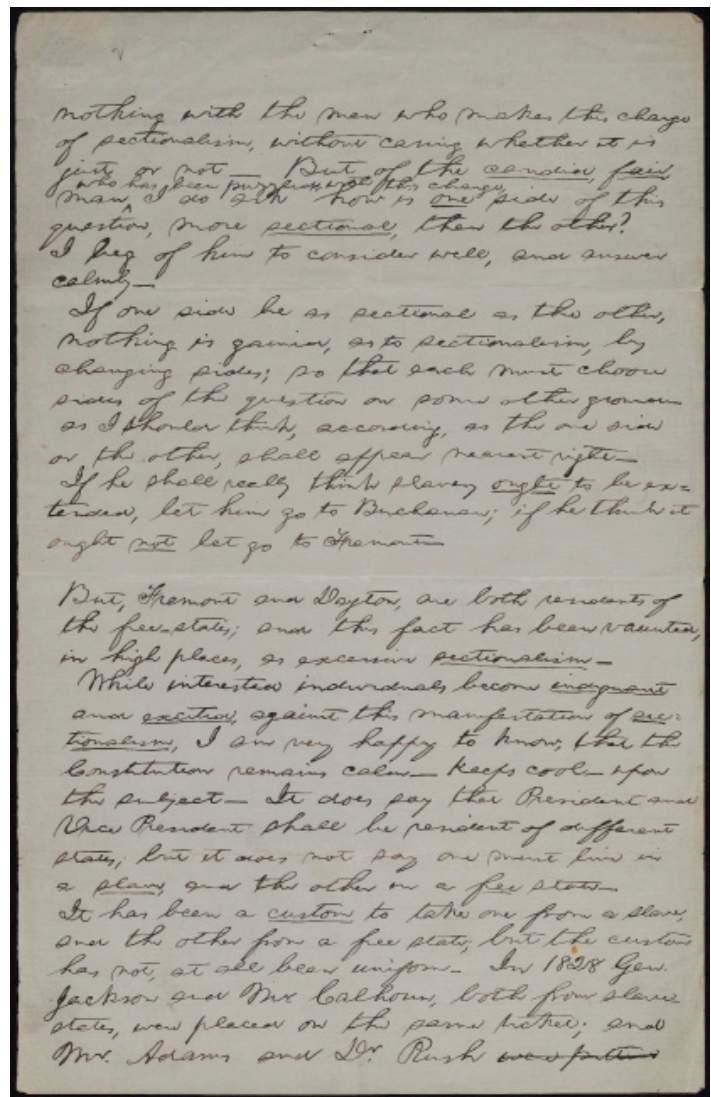 nothing with the man who makes this charge
of sectionalism, without caring whether it is
just or not — But of the candid, fair
who has been puzzled with this charge,
man, I do ask how is one side of this
question, more sectional, than the other?
I beg of him to consider well, and answer
calmly—
If one side be as sectional as the other,
nothing is gained, as to sectionalism, by
changing sides; so that each must choose
sides of the question on some other ground
as I should think, according, as the one side
or the other, shall appear nearest right—
If he shall really think slavery ought to be ex=
tended, let him go to Buchanan; if he think it
ought not let go to Fremont—
But, Fremont and Dayton, are both residents of
the free-states; and this fact has been vaunted,
in high places, as excessive sectionalism—
While interested individuals become indignant
and excited, against this manifestation of sec=
tionalism, I am very happy to know, that the
Constitution remains calm— keeps cool— upon
the subject— It does say that President and
Vice President shall be resident of different
states; but it does not say one must live in
a slave, and the other in a free state—
It has been a custom to take one from a slave,
and the other from a free state; but the custom
has not, at all been uniform— In 1828 Gen.
Jackson and Mr. Calhoun, both from slave-
states, were placed on the same ticket; and
Mr. Adams and Dr. Rush